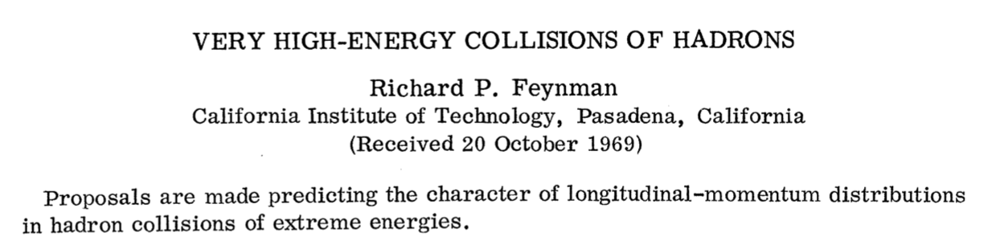 VERY HIGH-ENERGY COLLISIONS OF HADRONS
Richard P. Feynman
California Institute of Technology, Pasadena, California
(Received 20 October 1969)
Proposals are made predicting the character of longitudinal-momentum distributions
in hadron collisions of extreme energies.